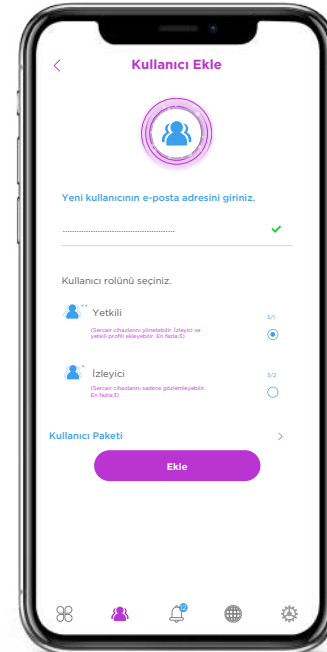 Kullanıcı Ekle
Yeni kullanıcının e-posta adresini giriniz.
................................................
Kullanıcı rolünü seçiniz.
Yetkili
3/1
(Sercair cihazlarını yönetebilir. İzleyici ve
yetkili profili ekleyebilir. En fazla:3)
İzleyici
3/2
(Sercair cihazlarını sadece gözlemleyebilir.
En fazla:3)
Kullanıcı Paketi
Ekle
12